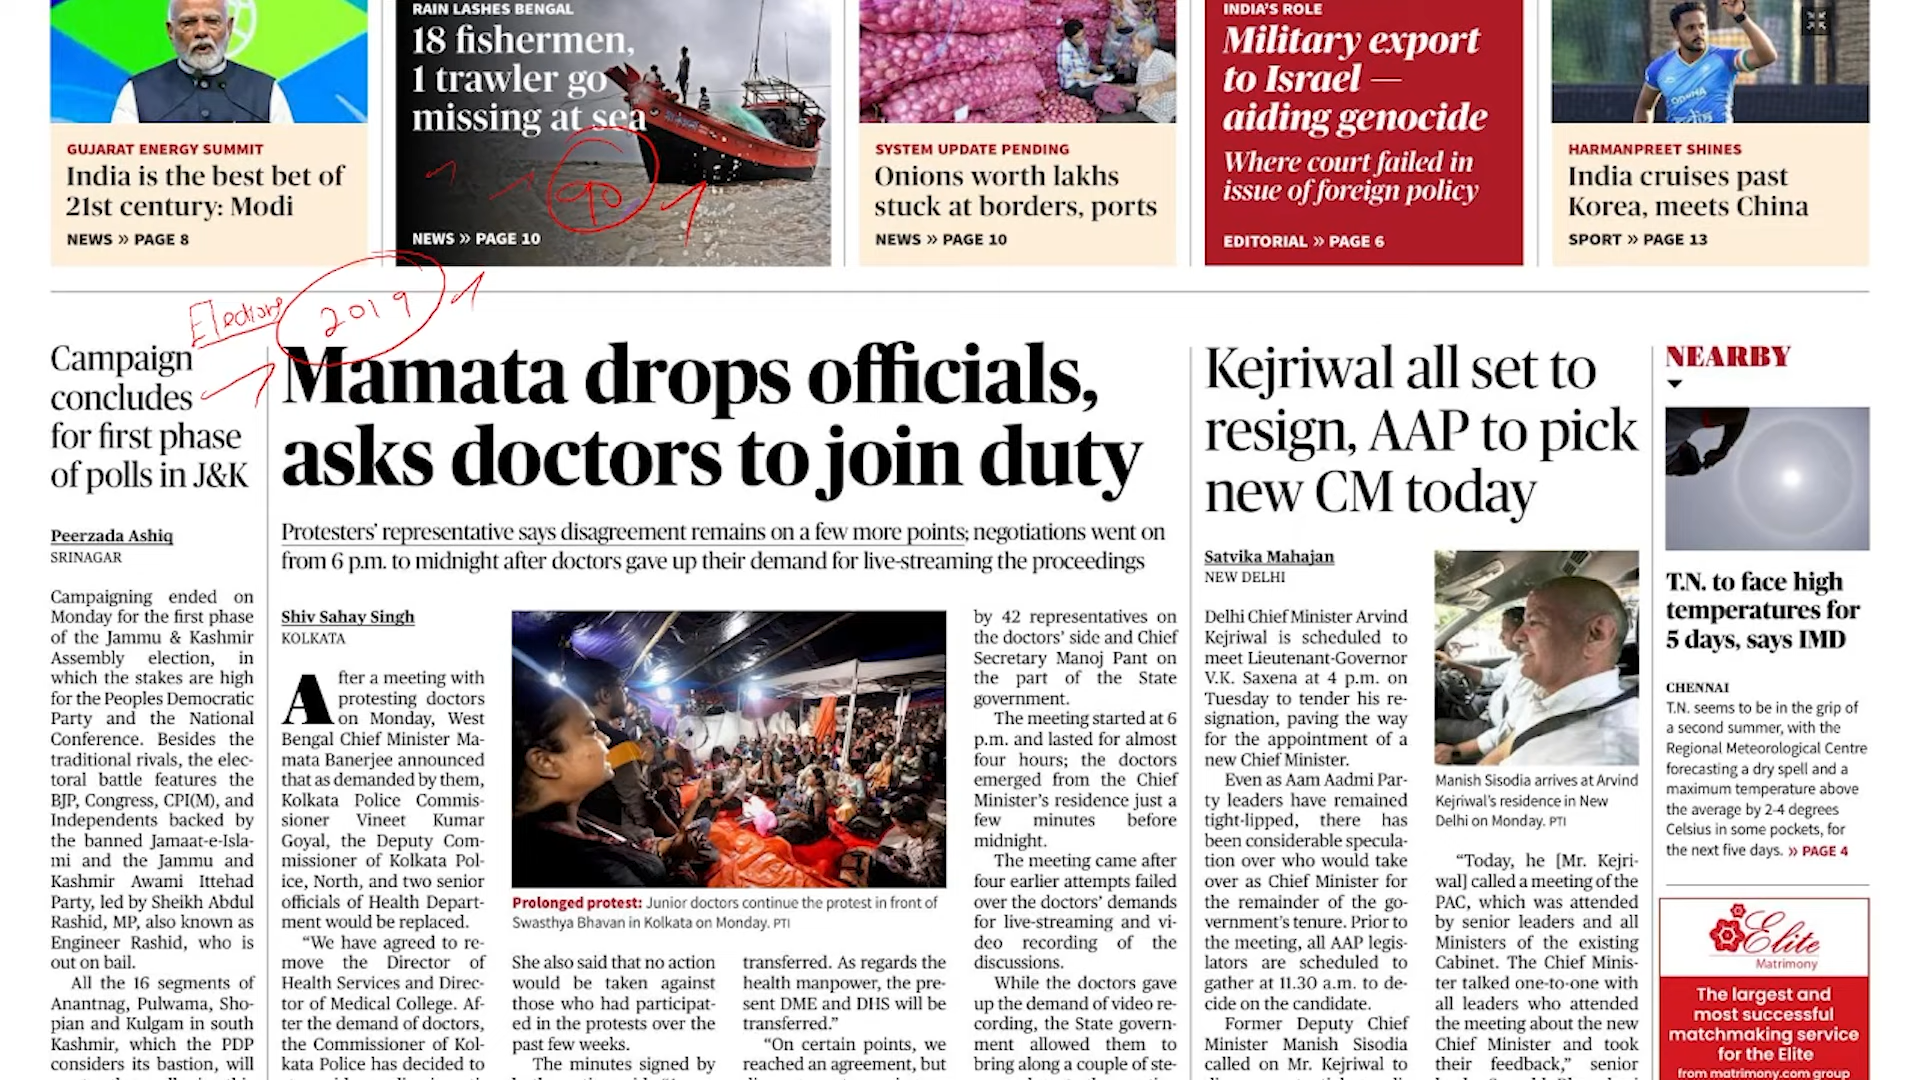 RAIN LASHES BENGAL
18 fishermen,
1 trawler go
missing at sea
NEWS » PAGE 10
GUJARAT ENERGY SUMMIT
India is the best bet of
21st century: Modi
NEWS » PAGE 8
SYSTEM UPDATE PENDING
Onions worth lakhs
stuck at borders, ports
NEWS » PAGE 10
INDIA'S ROLE
Military export
to Israel —
aiding genocide
Where court failed in
issue of foreign policy
EDITORIAL » PAGE 6
HARMANPREET SHINES
India cruises past
Korea, meets China
SPORT » PAGE 13
90
Elections
2019
Campaign
concludes
for first phase
of polls in J&K
Peerzada Ashiq
SRINAGAR
Campaigning ended on
Monday for the first phase
of the Jammu & Kashmir
Assembly election, in
which the stakes are high
for the Peoples Democratic
Party and the National
Conference. Besides the
traditional rivals, the elec-
toral battle features the
BJP, Congress, CPI(M), and
Independents backed by
the banned Jamaat-e-Isla-
mi and the Jammu and
Kashmir Awami Ittehad
Party, led by Sheikh Abdul
Rashid, MP, also known as
Engineer Rashid, who is
out on bail.
All the 16 segments of
Anantnag, Pulwama, Sho-
pian and Kulgam in south
Kashmir, which the PDP
considers its bastion, will
Mamata drops officials,
asks doctors to join duty
Protesters' representative says disagreement remains on a few more points; negotiations went on
from 6 p.m. to midnight after doctors gave up their demand for live-streaming the proceedings
Shiv Sahay Singh
KOLKATA
After a meeting with
protesting doctors
on Monday, West
Bengal Chief Minister Ma-
mata Banerjee announced
that as demanded by them,
Kolkata Police Commis-
sioner Vineet Kumar
Goyal, the Deputy Com-
missioner of Kolkata Pol-
ice, North, and two senior
officials of Health Depart-
ment would be replaced.
“We have agreed to re-
move the Director of
Health Services and Direc-
tor of Medical College. Af-
ter the demand of doctors,
the Commissioner of Kol-
kata Police has decided to
Prolonged protest: Junior doctors continue the protest in front of
Swasthya Bhavan in Kolkata on Monday. PTI
She also said that no action
would be taken against
those who had participat-
ed in the protests over the
past few weeks.
The minutes signed by
transferred. As regards the
health manpower, the pre-
sent DME and DHS will be
transferred.”
“On certain points, we
reached an agreement, but
by 42 representatives on
the doctors' side and Chief
Secretary Manoj Pant on
the part of the State
government.
The meeting started at 6
p.m. and lasted for almost
four hours; the doctors
emerged from the Chief
Minister's residence just a
few minutes before
midnight.
The meeting came after
four earlier attempts failed
over the doctors' demands
for live-streaming and vi-
deo recording of the
discussions.
While the doctors gave
up the demand of video re-
cording, the State govern-
ment allowed them to
bring along a couple of ste-
Kejriwal all set to
resign, AAP to pick
new CM today
Satvika Mahajan
NEW DELHI
Delhi Chief Minister Arvind
Kejriwal is scheduled to
meet Lieutenant-Governor
V.K. Saxena at 4 p.m. on
Tuesday to tender his re-
signation, paving the way
for the appointment of a
new Chief Minister.
Even as Aam Aadmi Par-
ty leaders have remained
tight-lipped, there has
been considerable specula-
tion over who would take
over as Chief Minister for
the remainder of the go-
vernment's tenure. Prior to
the meeting, all AAP legis-
lators are scheduled to
gather at 11.30 a.m. to de-
cide on the candidate.
Former Deputy Chief
Minister Manish Sisodia
called on Mr. Kejriwal to
Manish Sisodia arrives at Arvind
Kejriwal's residence in New
Delhi on Monday. PTI
“Today, he [Mr. Kejri-
wal] called a meeting of the
PAC, which was attended
by senior leaders and all
Ministers of the existing
Cabinet. The Chief Minis-
ter talked one-to-one with
all leaders who attended
the meeting about the new
Chief Minister and took
their feedback,” senior
NEARBY
T.N. to face high
temperatures for
5 days, says IMD
CHENNAI
T.N. seems to be in the grip of
a second summer, with the
Regional Meteorological Centre
forecasting a dry spell and a
maximum temperature above
the average by 2-4 degrees
Celsius in some pockets, for
the next five days. » PAGE 4
Elite
Matrimony
The largest and
most successful
matchmaking service
for the Elite
from matrimony.com group